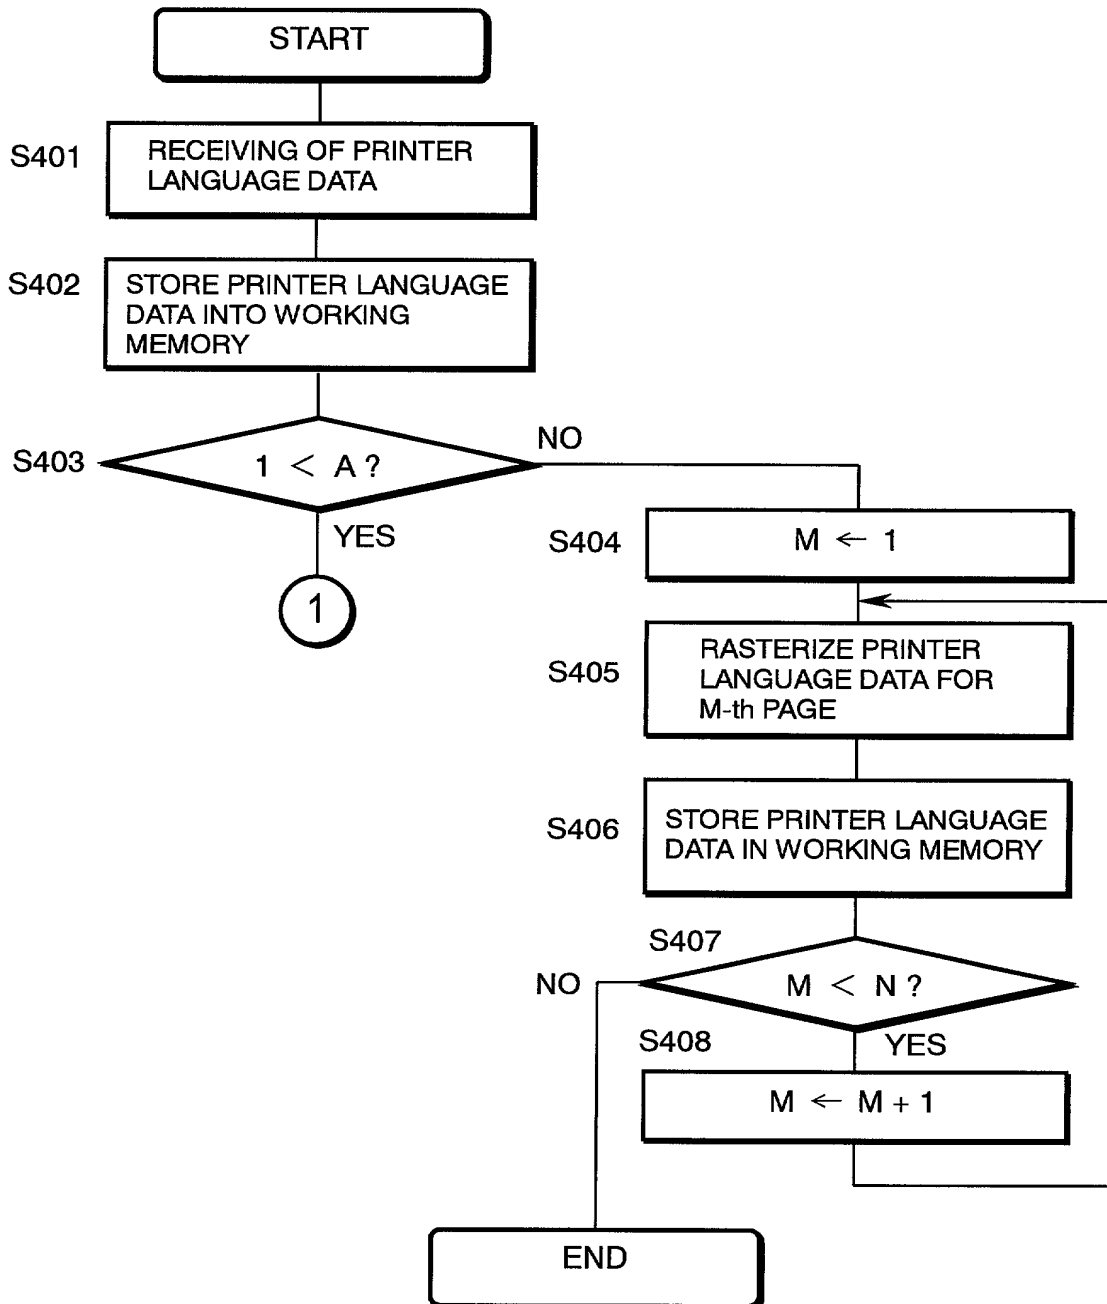 START
S401
RECEIVING OF PRINTER
LANGUAGE DATA
S402
STORE PRINTER LANGUAGE
DATA INTO WORKING
MEMORY
S403
1 < A ?
NO
YES
1
S404
M ← 1
S405
RASTERIZE PRINTER
LANGUAGE DATA FOR
M-th PAGE
S406
STORE PRINTER LANGUAGE
DATA IN WORKING MEMORY
S407
M < N ?
NO
YES
S408
M ← M + 1
END